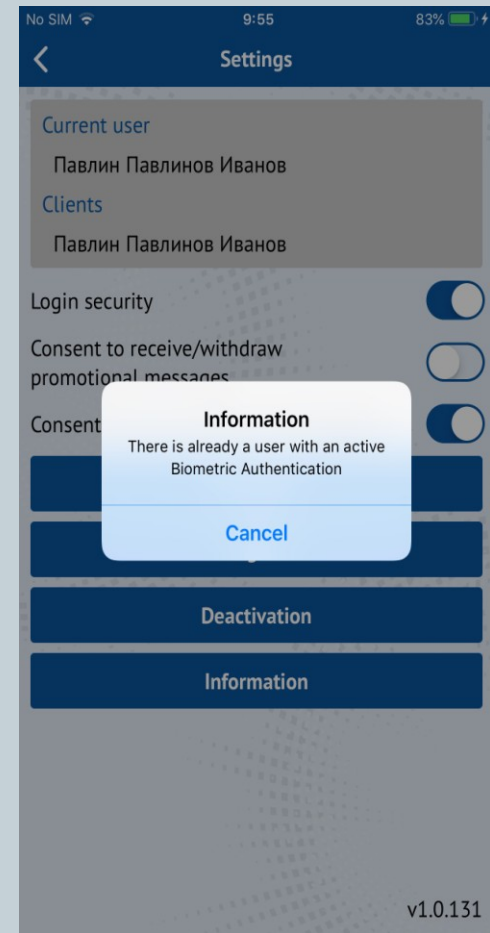 No SIM 9:55 83%
Settings
Current user
Павлин Павлинов Иванов
Clients
Павлин Павлинов Иванов
Login security
Consent to receive/withdraw
promotional messages
Consent
Information
There is already a user with an active
Biometric Authentication
Cancel
Deactivation
Information
v1.0.131